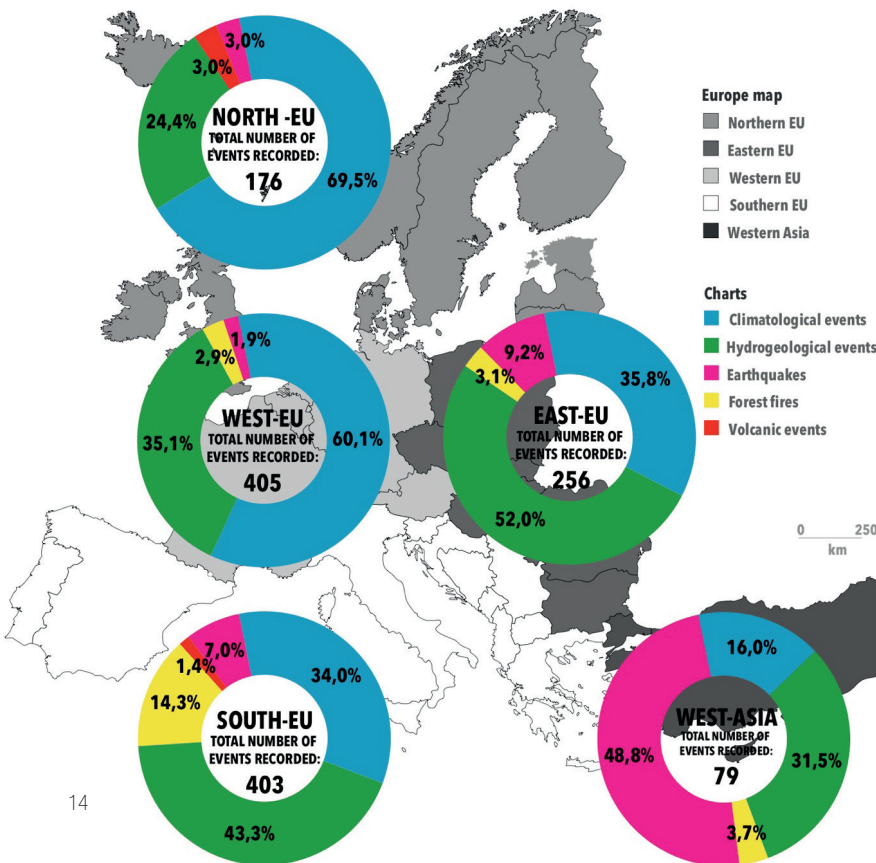 3,0%
3,0%
24,4%
69,5%
NORTH -EU
TOTAL NUMBER OF
EVENTS RECORDED:
176
Europe map
Northern EU
Eastern EU
Western EU
Southern EU
Western Asia
Charts
Climatological events
Hydrogeological events
Earthquakes
Forest fires
Volcanic events
1,9%
2,9%
35,1%
60,1%
WEST-EU
TOTAL NUMBER OF
EVENTS RECORDED:
405
9,2%
3,1%
35,8%
52,0%
EAST-EU
TOTAL NUMBER OF
EVENTS RECORDED:
256
0 250
km
7,0%
1,4%
14,3%
34,0%
43,3%
SOUTH-EU
TOTAL NUMBER OF
EVENTS RECORDED:
403
16,0%
48,8%
31,5%
3,7%
WEST-ASIA
TOTAL NUMBER OF
EVENTS RECORDED:
79
14